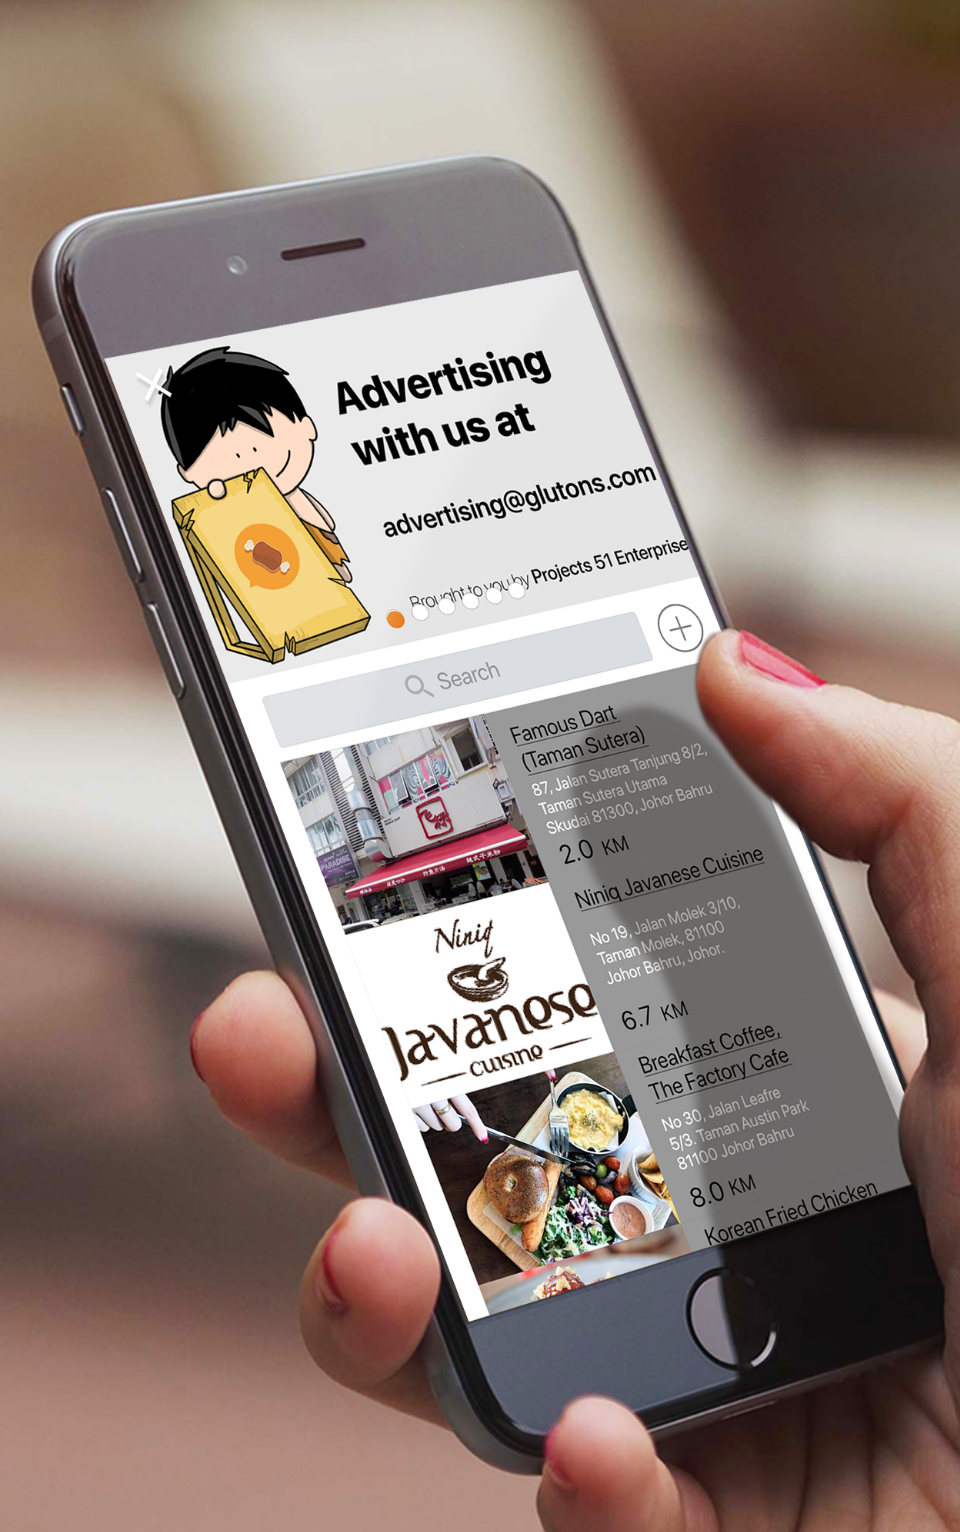 Advertising
with us at
advertising@glutons.com
Brought to you by Projects 51 Enterprise
Search
Famous Dart
(Taman Sutera)
87, Jalan Sutera Tanjung 8/2,
Taman Sutera Utama
Skudai 81300, Johor Bahru
2.0 KM
PARADISE
Niniq Javanese Cuisine
No 19, Jalan Molek 3/10,
Taman Molek, 81100
Johor Bahru, Johor.
6.7 KM
Niniq
Javanese
cuisine
Breakfast Coffee,
The Factory Cafe
No 30, Jalan Leafre
5/3. Taman Austin Park
81100 Johor Bahru
8.0 KM
Korean Fried Chicken